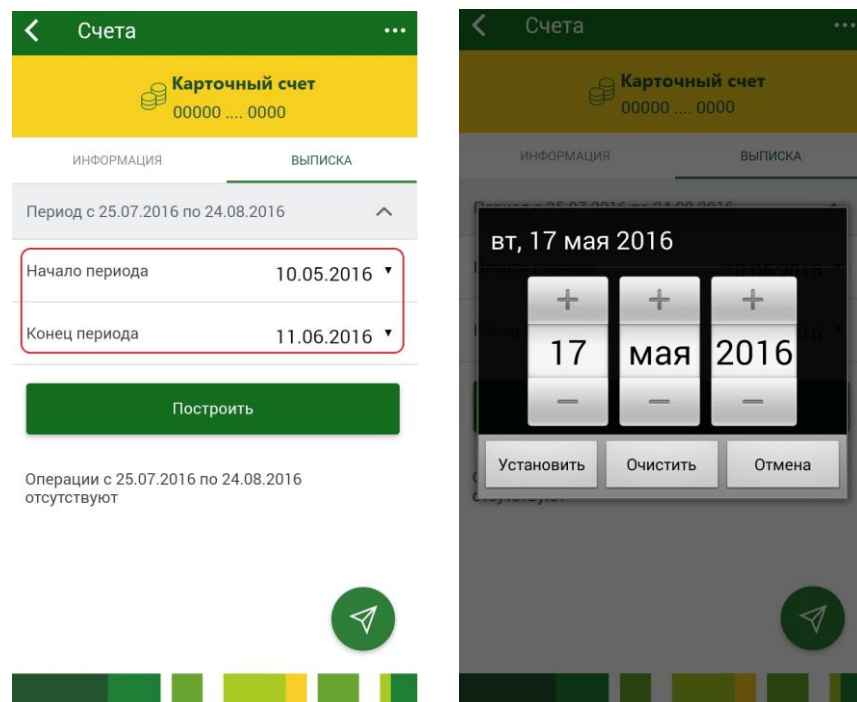 Счета
Карточный счет
00000 .... 0000
ИНФОРМАЦИЯ
ВЫПИСКА
Период с 25.07.2016 по 24.08.2016
Начало периода
10.05.2016
Конец периода
11.06.2016
Построить
Операции с 25.07.2016 по 24.08.2016
отсутствуют
Счета
Карточный счет
00000 .... 0000
ИНФОРМАЦИЯ
ВЫПИСКА
вт, 17 мая 2016
17 мая 2016
Установить
Очистить
Отмена